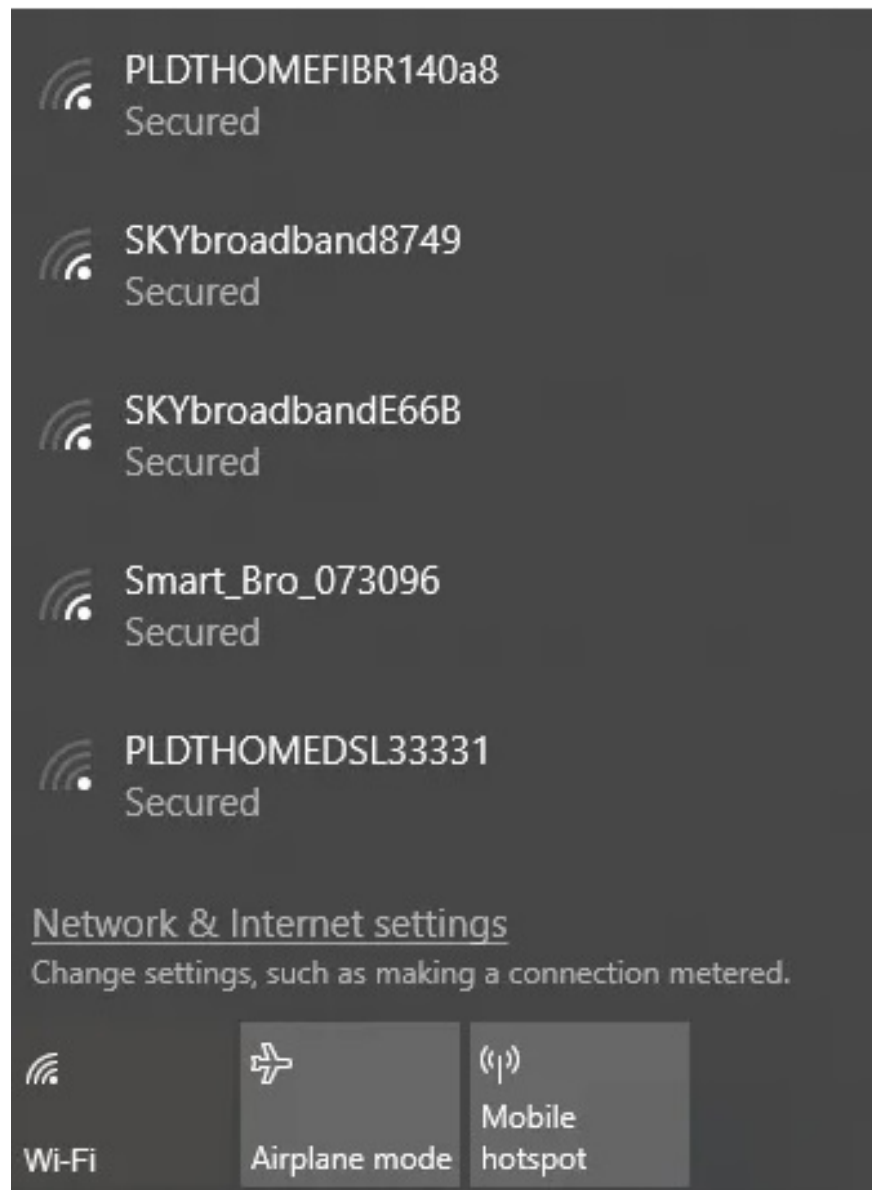 PLDTHOMEFIBR140a8
Secured
SKYbroadband8749
Secured
SKYbroadbandE66B
Secured
Smart_Bro_073096
Secured
PLDTHOMEDSL33331
Secured
Network & Internet settings
Change settings, such as making a connection metered.
Wi-Fi
Airplane mode
Mobile
hotspot